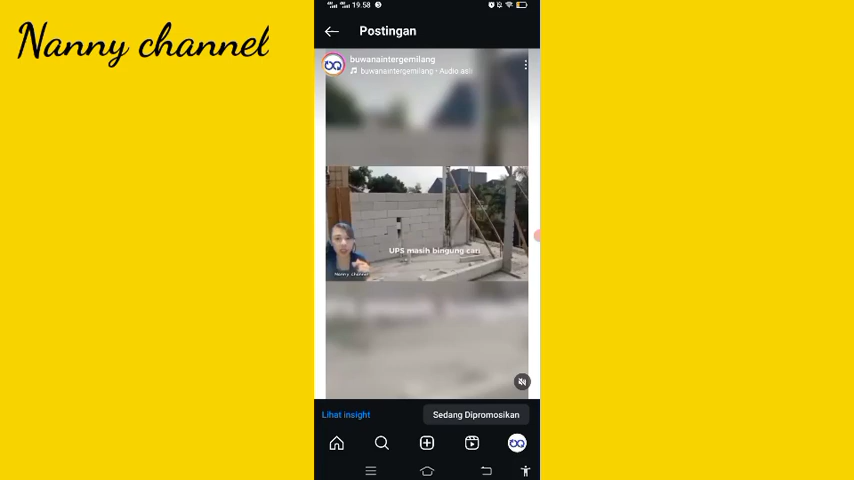 Nanny channel
19.58
Postingan
buwanaintergemilang
buwanaintergemilang • Audio asli
UPS masih bingung cari
Nanny channel
Lihat insight
Sedang Dipromosikan